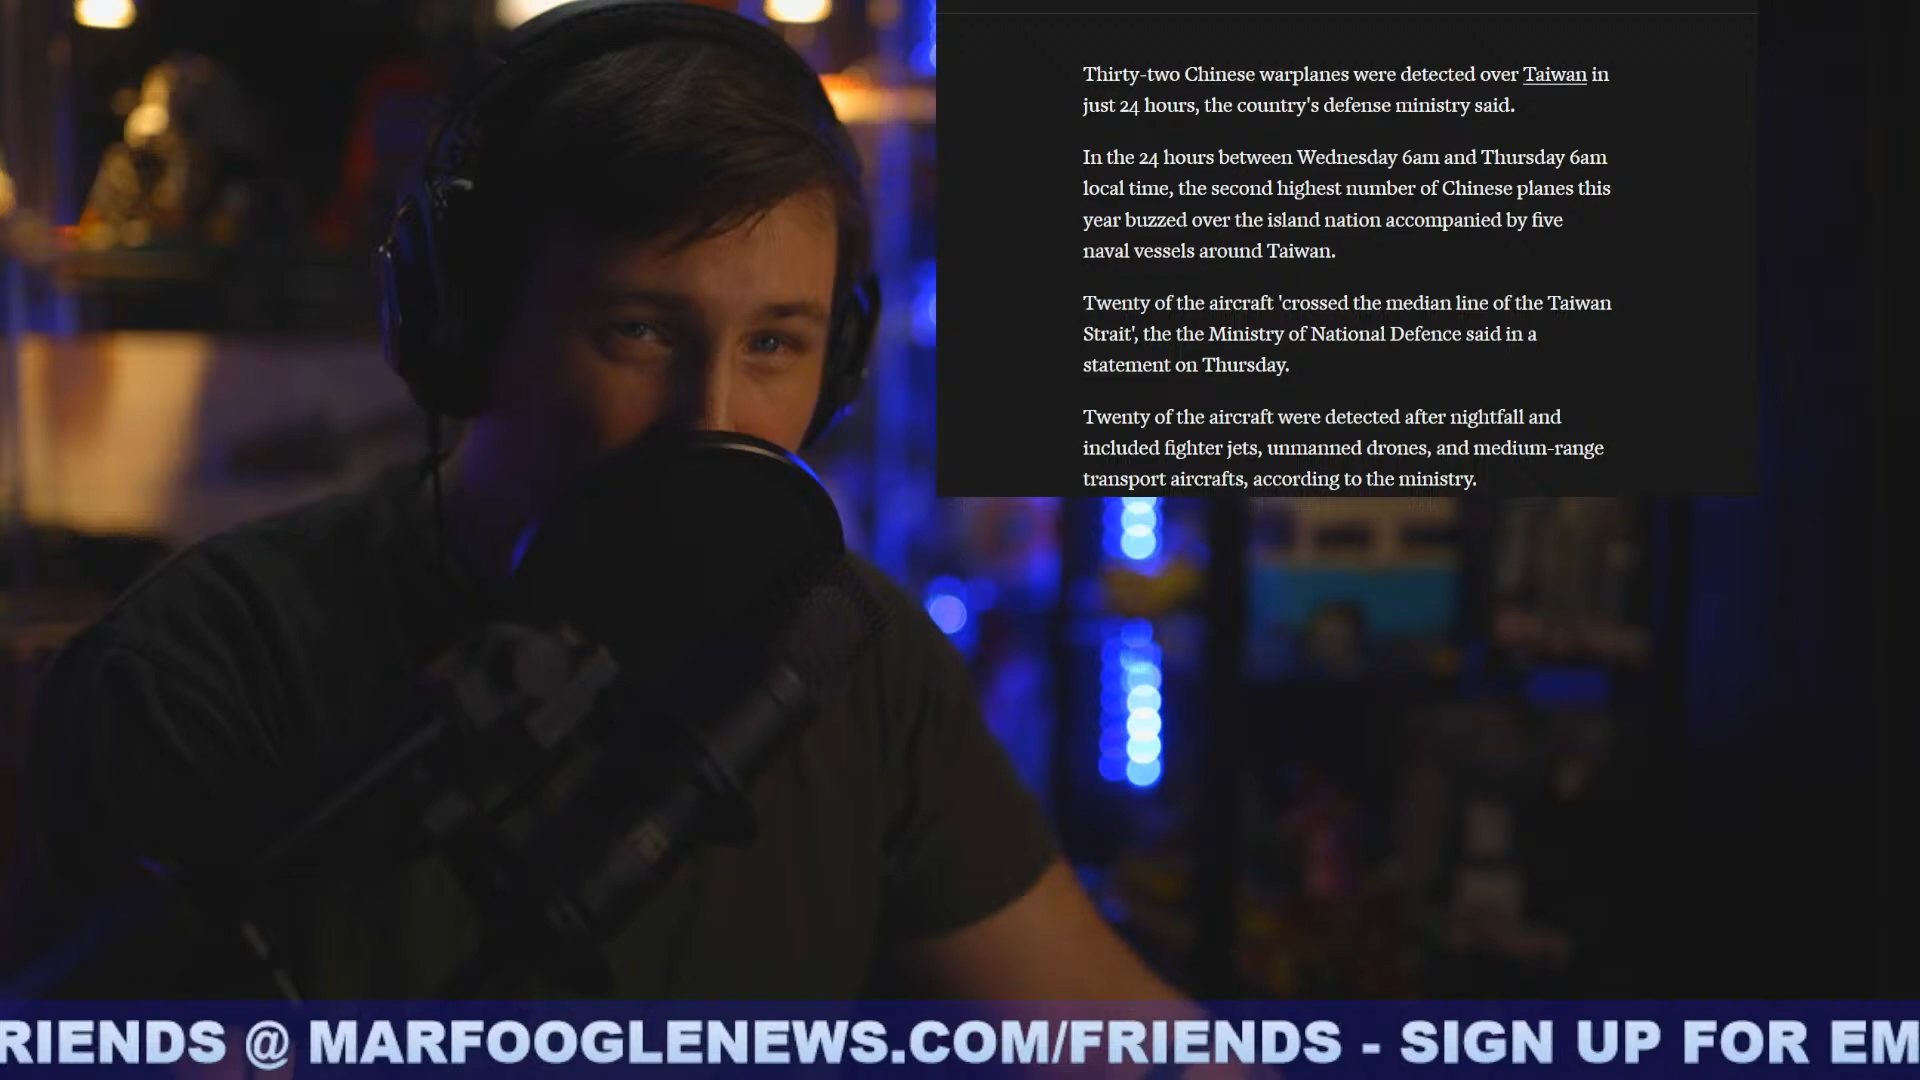 Thirty-two Chinese warplanes were detected over Taiwan in
just 24 hours, the country's defense ministry said.
In the 24 hours between Wednesday 6am and Thursday 6am
local time, the second highest number of Chinese planes this
year buzzed over the island nation accompanied by five
naval vessels around Taiwan.
Twenty of the aircraft 'crossed the median line of the Taiwan
Strait', the the Ministry of National Defence said in a
statement on Thursday.
Twenty of the aircraft were detected after nightfall and
included fighter jets, unmanned drones, and medium-range
transport aircrafts, according to the ministry.
RIENDS @ MARFOOGLENEWS.COM/FRIENDS - SIGN UP FOR EM